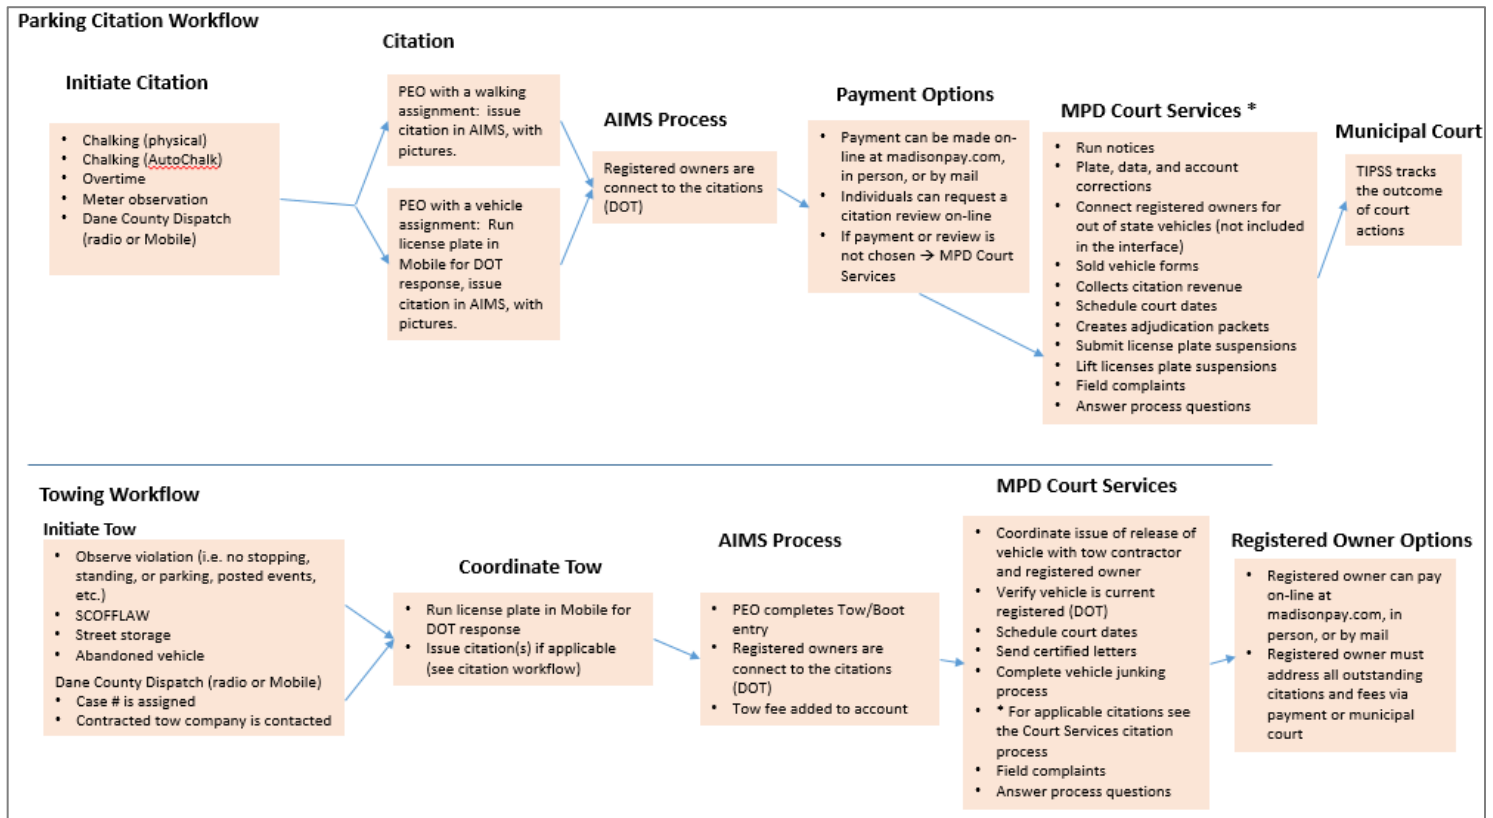 Parking Citation Workflow
Initiate Citation
• Chalking (physical)
• Chalking (AutoChalk)
• Overtime
• Meter observation
• Dane County Dispatch
(radio or Mobile)
Citation
PEO with a walking
assignment: issue
citation in AIMS, with
pictures.
PEO with a vehicle
assignment: Run
license plate in
Mobile for DOT
response, issue
citation in AIMS, with
pictures.
AIMS Process
Registered owners are
connect to the citations
(DOT)
Payment Options
• Payment can be made on-
line at madisonpay.com,
in person, or by mail
• Individuals can request a
citation review on-line
• If payment or review is
not chosen → MPD Court
Services
MPD Court Services *
• Run notices
• Plate, data, and account
corrections
• Connect registered owners for
out of state vehicles (not included
in the interface)
• Sold vehicle forms
• Collects citation revenue
• Schedule court dates
• Creates adjudication packets
• Submit license plate suspensions
• Lift licenses plate suspensions
• Field complaints
• Answer process questions
Municipal Court
TIPSS tracks
the outcome
of court
actions
Towing Workflow
Initiate Tow
• Observe violation (i.e. no stopping,
standing, or parking, posted events,
etc.)
• SCOFFLAW
• Street storage
• Abandoned vehicle
Dane County Dispatch (radio or Mobile)
• Case # is assigned
• Contracted tow company is contacted
Coordinate Tow
• Run license plate in Mobile for
DOT response
• Issue citation(s) if applicable
(see citation workflow)
AIMS Process
• PEO completes Tow/Boot
entry
• Registered owners are
connect to the citations
(DOT)
• Tow fee added to account
MPD Court Services
• Coordinate issue of release of
vehicle with tow contractor
and registered owner
• Verify vehicle is current
registered (DOT)
• Schedule court dates
• Send certified letters
• Complete vehicle junking
process
• * For applicable citations see
the Court Services citation
process
• Field complaints
• Answer process questions
Registered Owner Options
• Registered owner can pay
on-line at
madisonpay.com, in
person, or by mail
• Registered owner must
address all outstanding
citations and fees via
payment or municipal
court